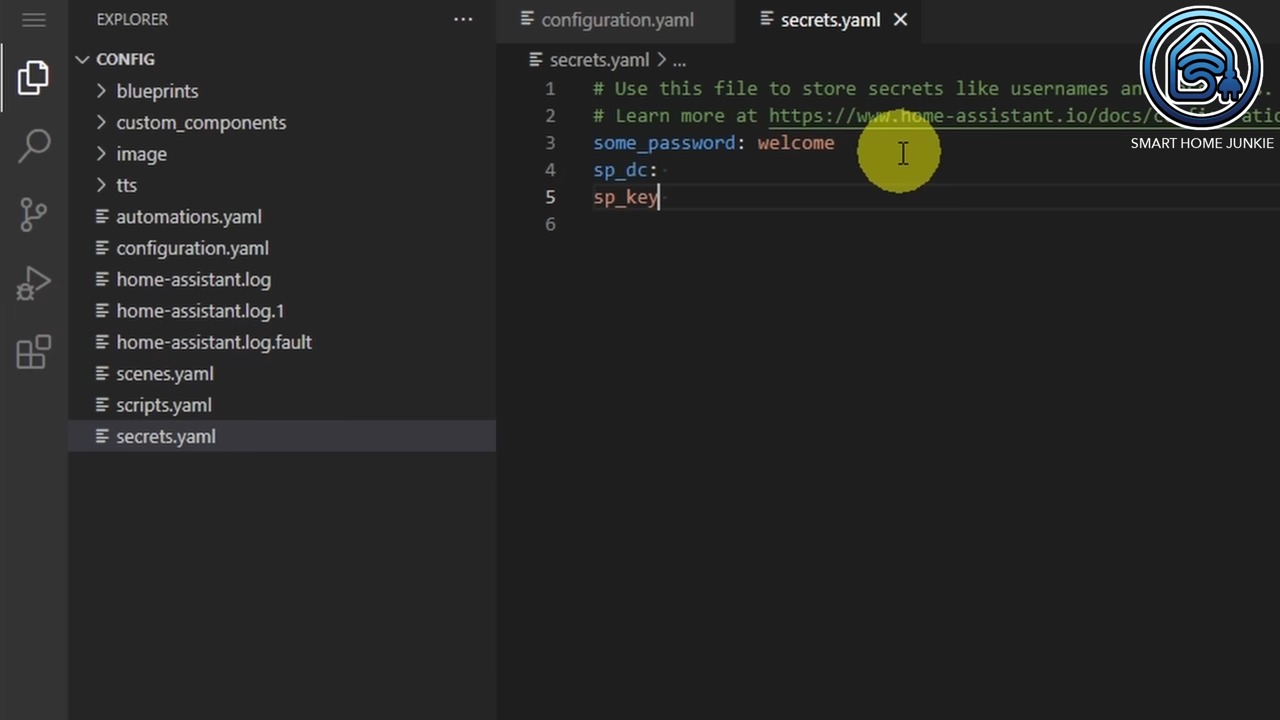 EXPLORER
...
configuration.yaml
secrets.yaml
CONFIG
secrets.yaml > ...
blueprints
custom_components
image
tts
automations.yaml
configuration.yaml
home-assistant.log
home-assistant.log.1
home-assistant.log.fault
scenes.yaml
scripts.yaml
secrets.yaml
1 # Use this file to store secrets like usernames
2 # Learn more at https://www.home-assistant.io/docs/
3 some_password: welcome
4 sp_dc:
5 sp_key
6
SMART HOME JUNKIE